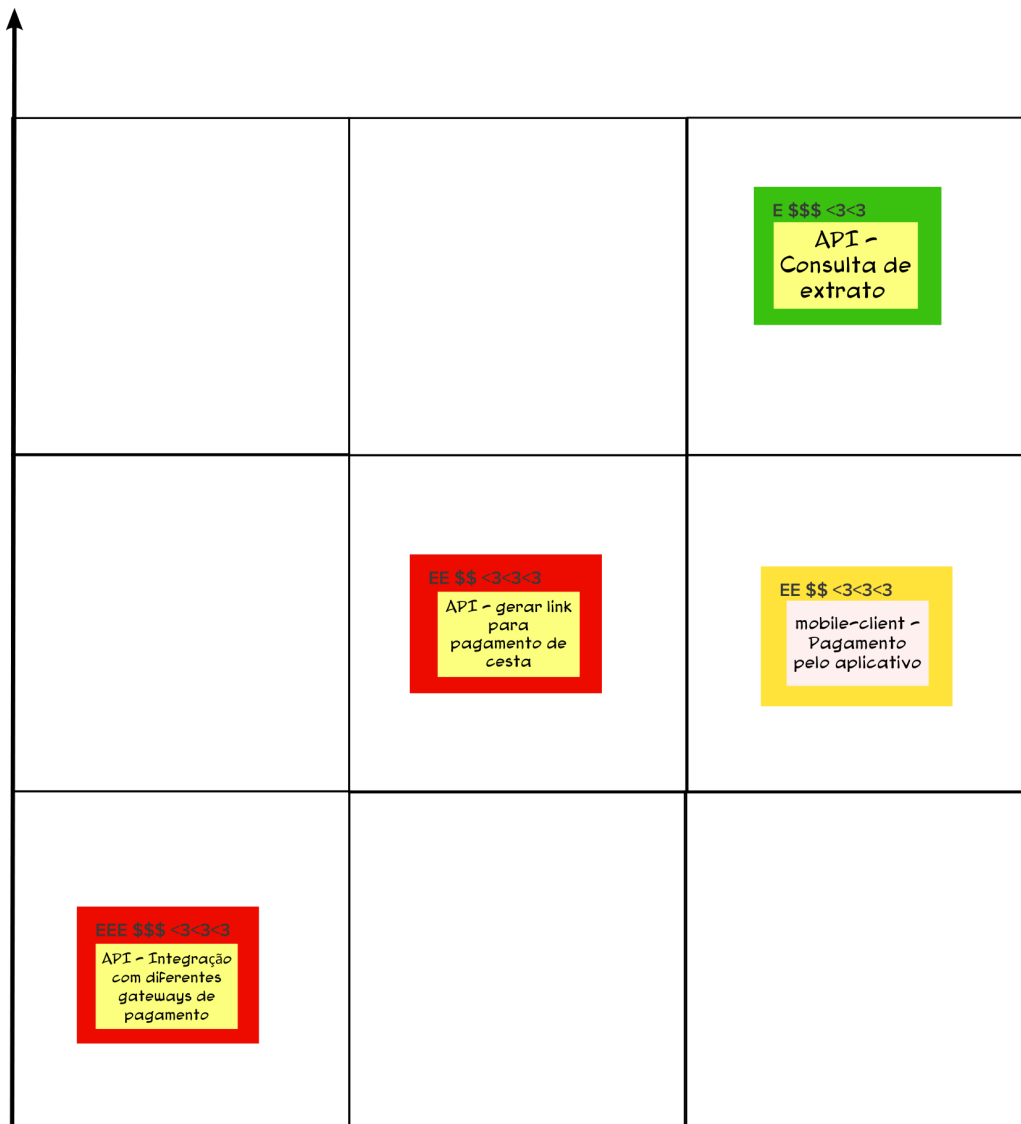 E $$$ <3<3
API -
Consulta de
extrato
EE $$ <3<3<3
API - gerar link
para
pagamento de
cesta
EE $$ <3<3<3
mobile-client -
Pagamento
pelo aplicativo
EEE $$$ <3<3<3
API - Integração
com diferentes
gateways de
pagamento